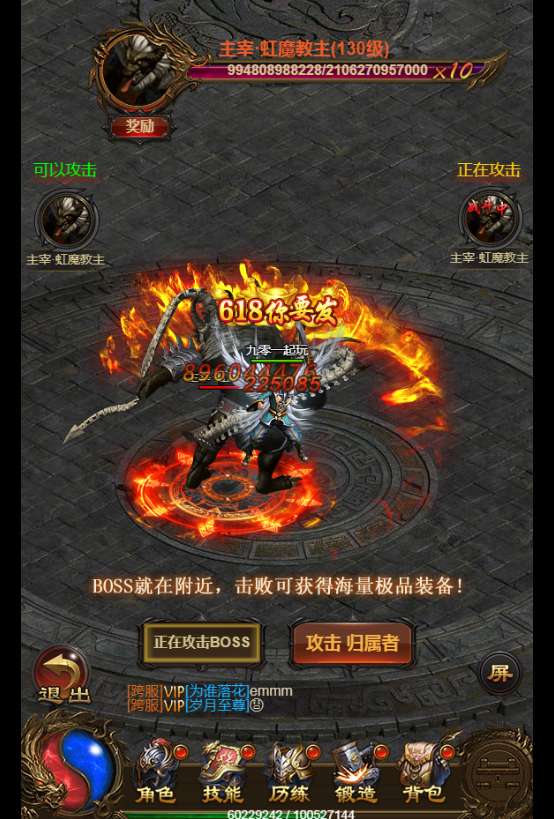 主宰·虹魔教主(130级)
994808988228/2106270957000 x10
奖励
可以攻击
正在攻击
战斗中
主宰·虹魔教主
主宰·虹魔教主
618你要发
九零一起玩
225085
BOSS就在附近，击败可获得海量极品装备!
正在攻击BOSS
攻击 归属者
退出
屏
[跨服]VIP[为谁落花]emmm
[跨服]VIP[岁月至尊]
角色
技能
历练
锻造
背包
60229242 / 100527144